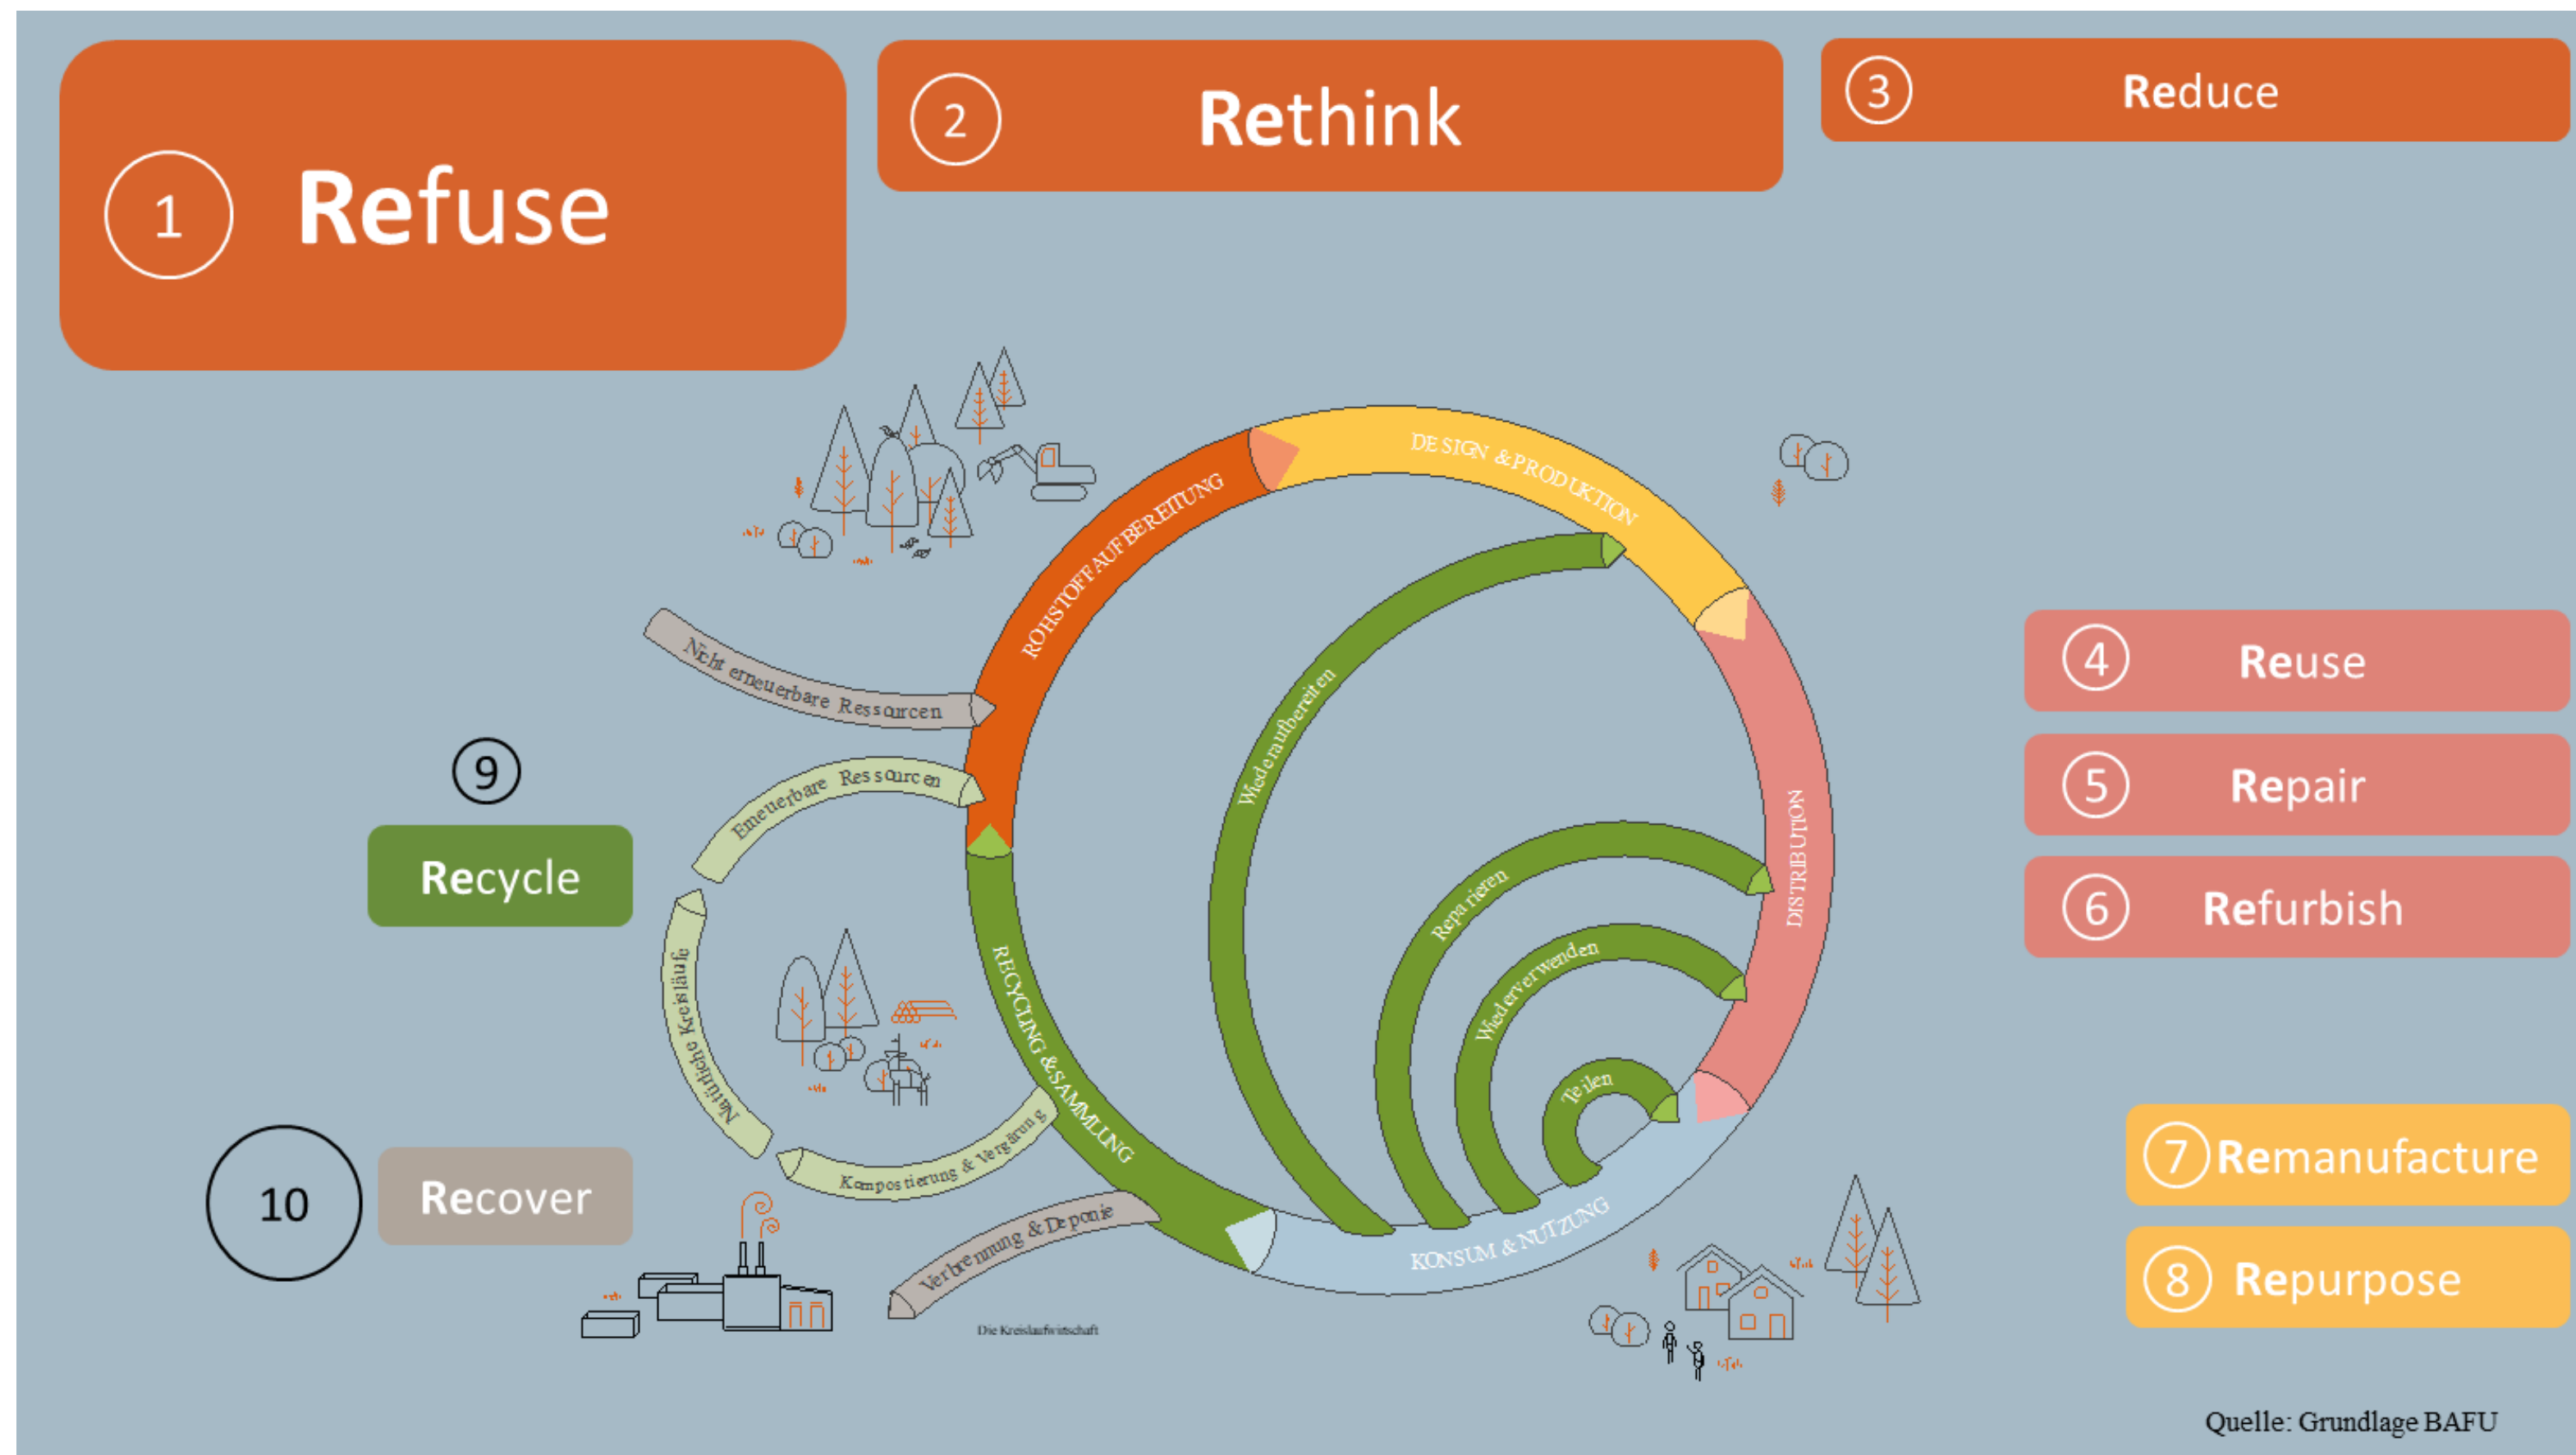 1 Refuse
2 Rethink
3 Reduce
ROHSTOFFAUFBEREITUNG
DESIGN & PRODUKTION
DISTRIBUTION
KONSUM & NUTZUNG
RECYCLING & SAMMLUNG
Wiederaufbereiten
Reparieren
Wiederverwenden
Teilen
Nicht erneuerbare Ressourcen
Erneuerbare Ressourcen
Natürliche Kreisläufe
Kompostierung & Vergärung
Verbrennung & Deponie
Die Kreislaufwirtschaft
4 Reuse
5 Repair
6 Refurbish
7 Remanufacture
8 Repurpose
9
Recycle
10 Recover
Quelle: Grundlage BAFU